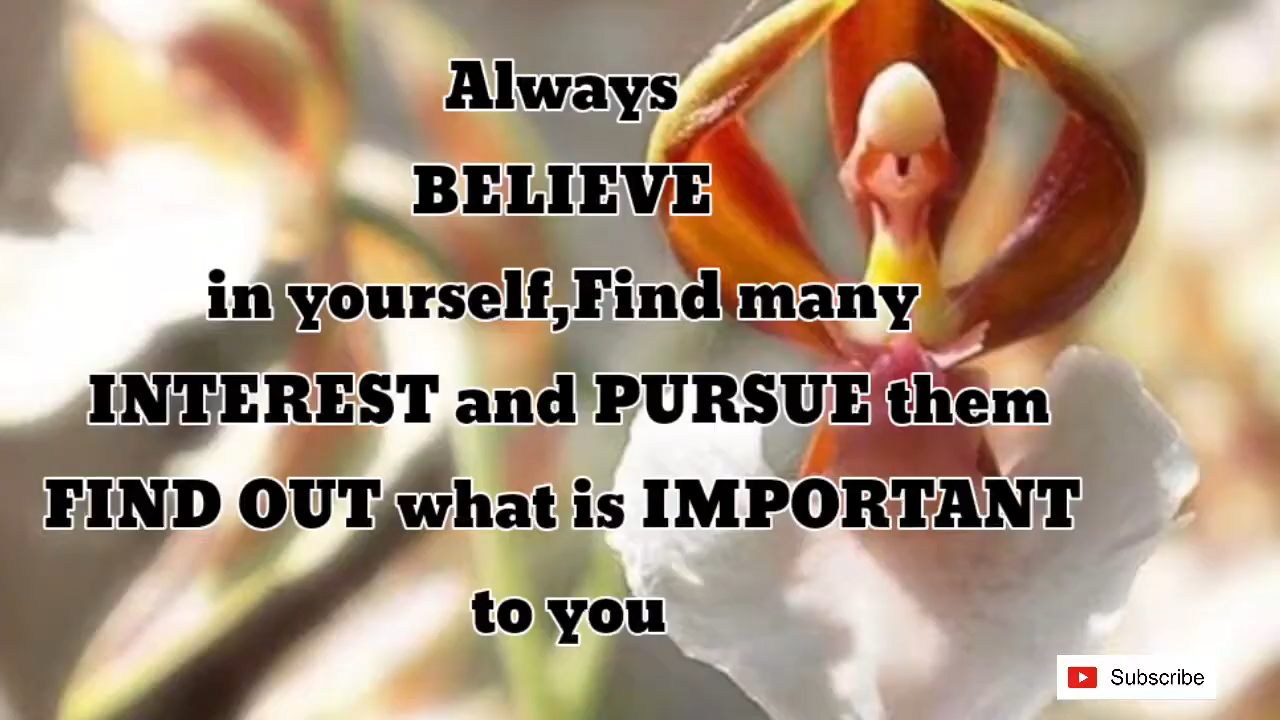 Always
BELIEVE
in yourself,Find many
INTEREST and PURSUE them
FIND OUT what is IMPORTANT
to you
Subscribe